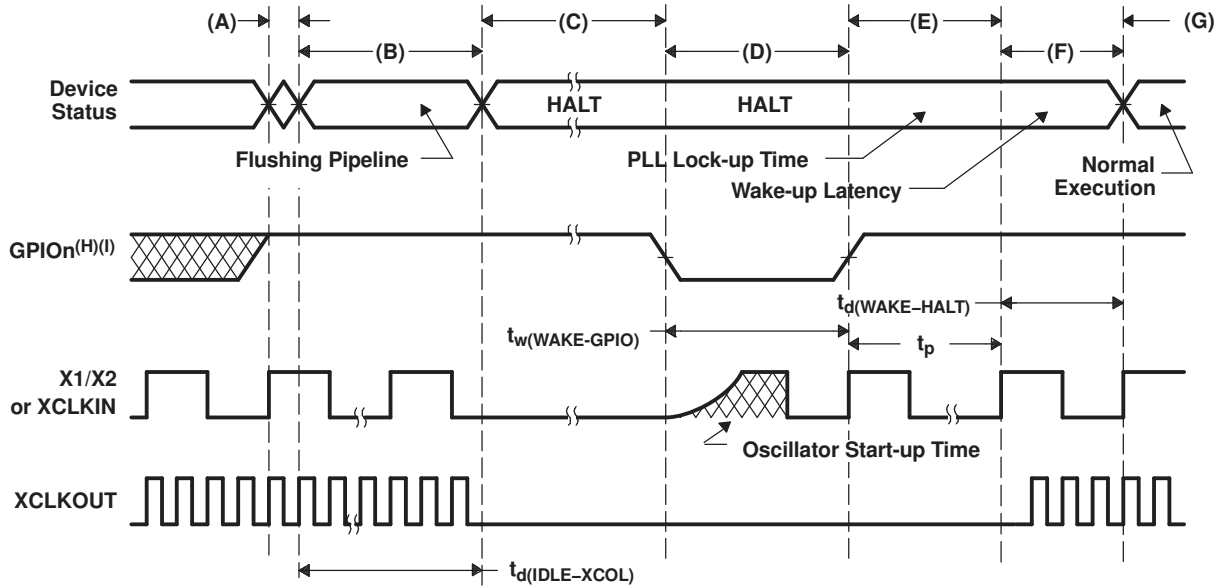 (A)
(B)
(C)
(D)
(E)
(F)
(G)
Device
Status
HALT
HALT
Flushing Pipeline
PLL Lock-up Time
Wake-up Latency
Normal
Execution
GPIOn(H)(I)
td(WAKE−HALT)
tw(WAKE-GPIO)
tp
X1/X2
or XCLKIN
Oscillator Start-up Time
XCLKOUT
td(IDLE−XCOL)